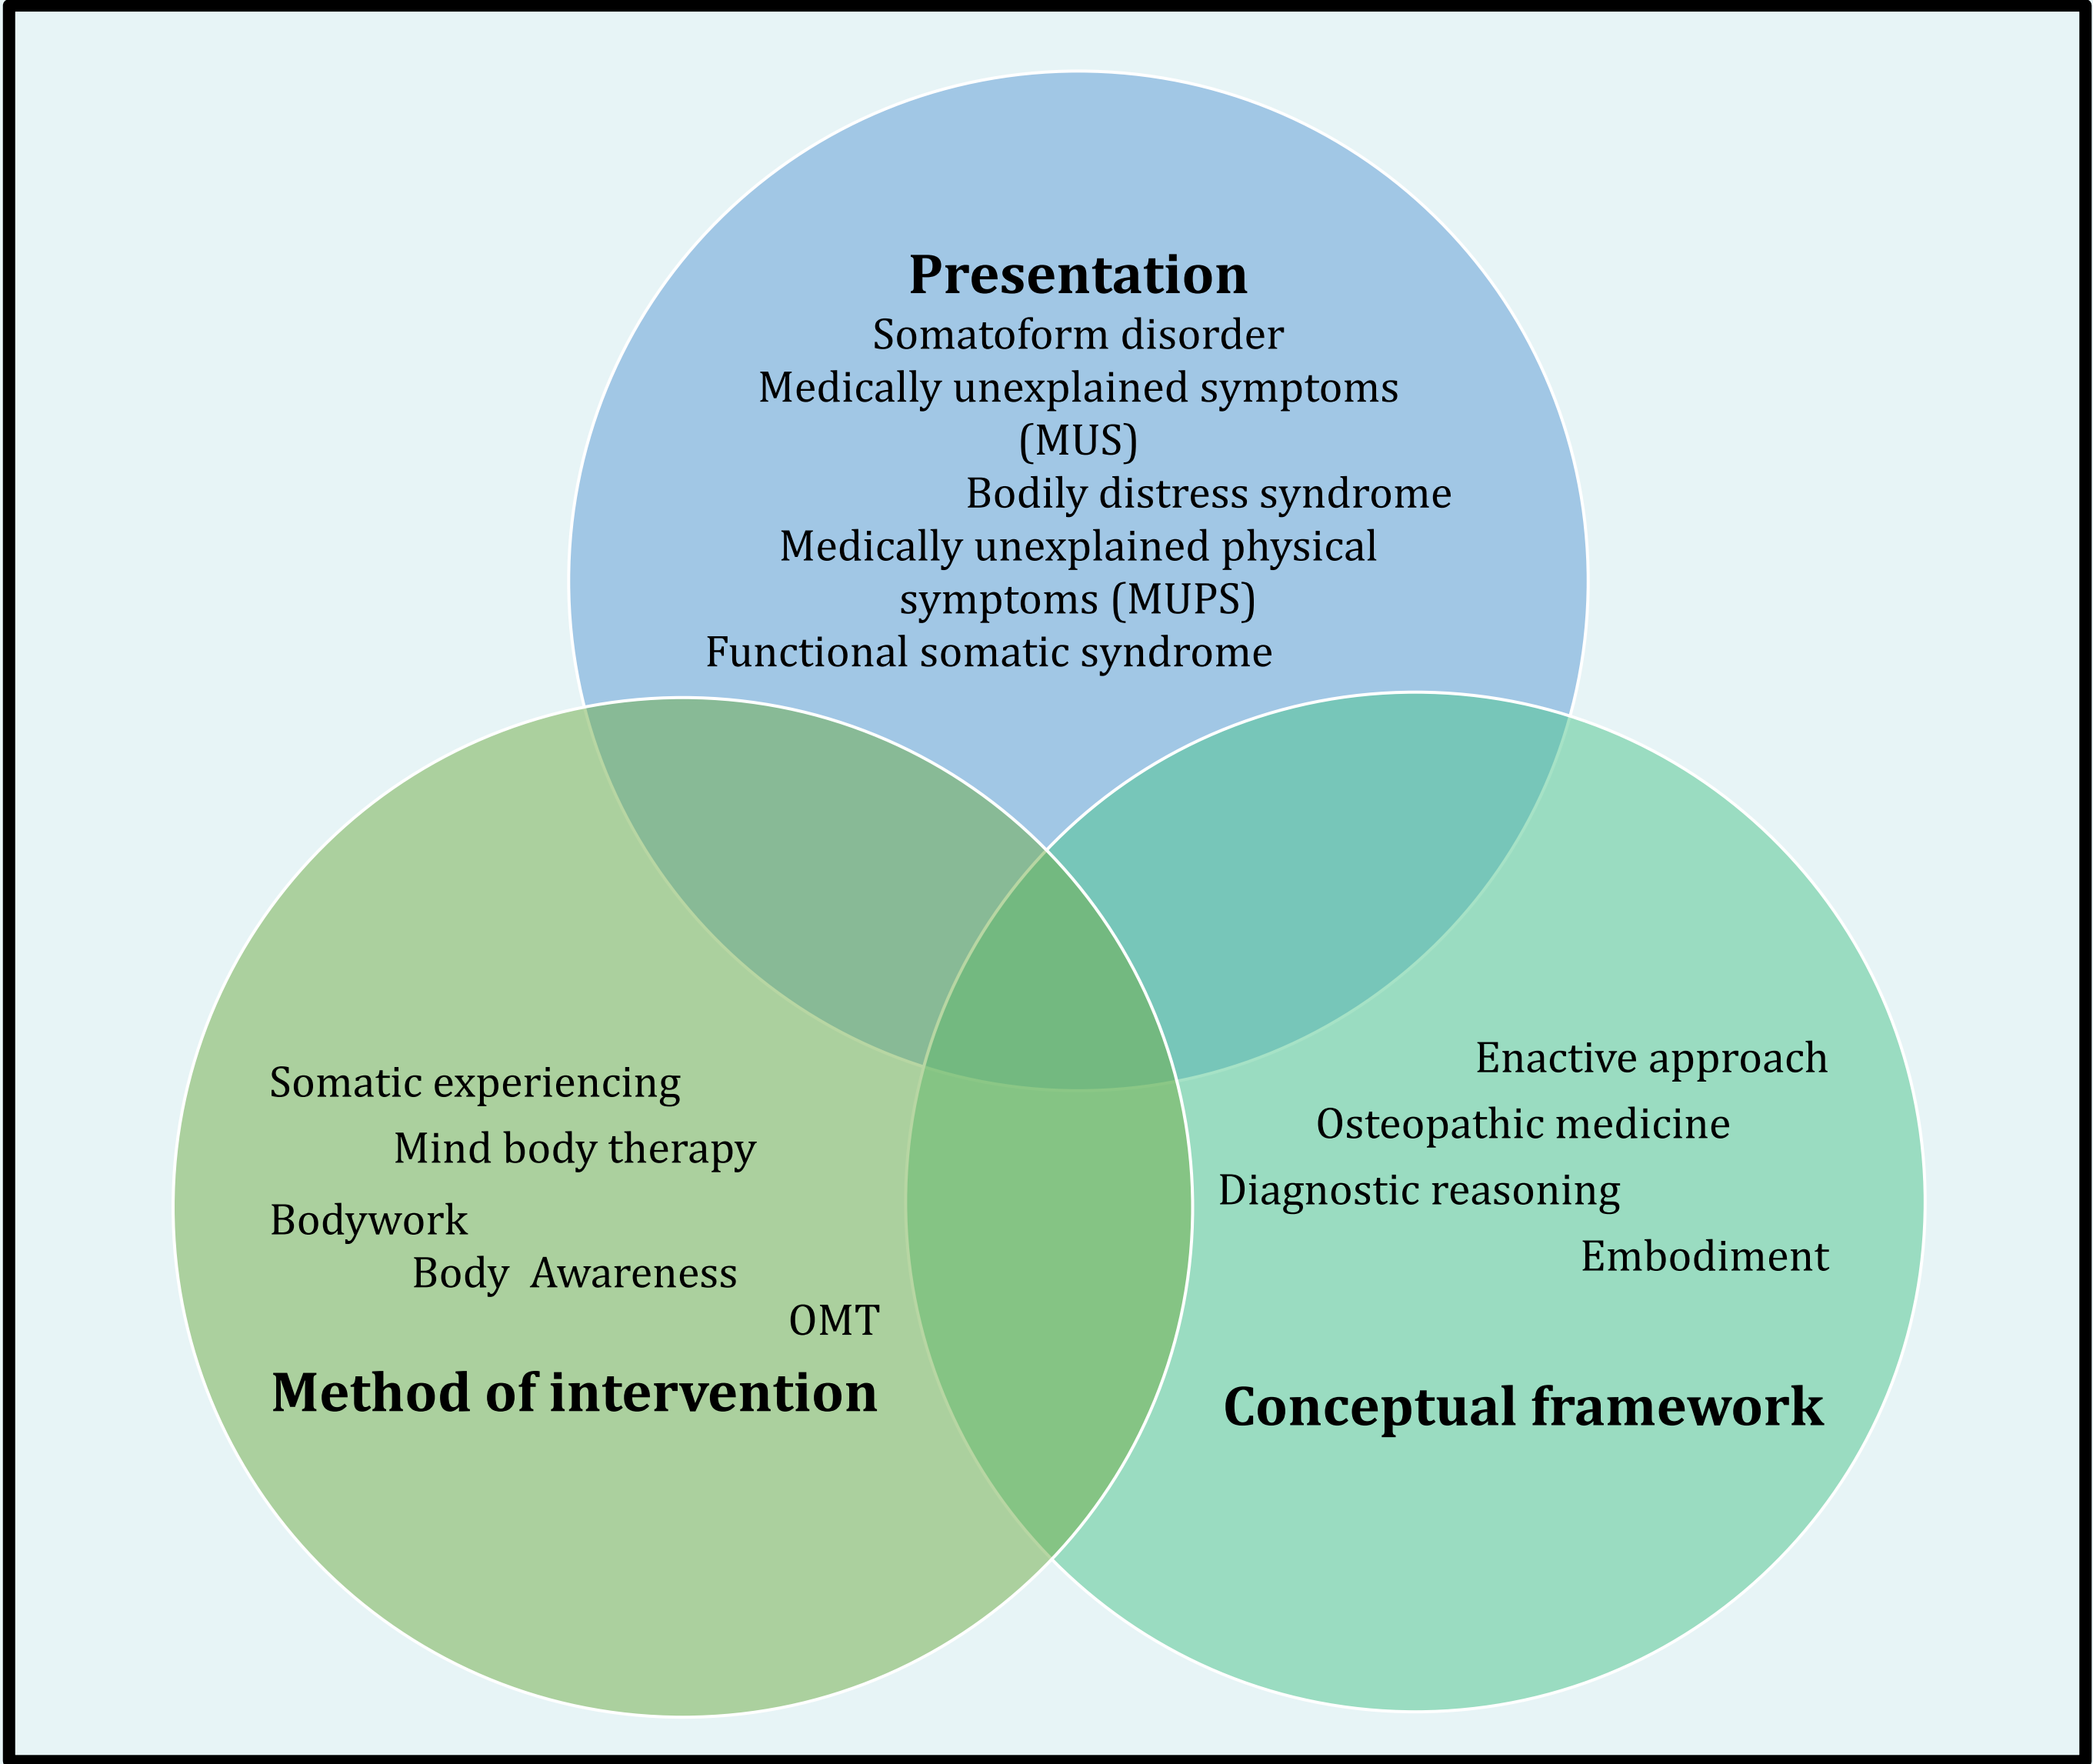 Presentation
Somatoform disorder
Medically unexplained symptoms
(MUS)
Bodily distress syndrome
Medically unexplained physical
symptoms (MUPS)
Functional somatic syndrome
Somatic experiencing
Mind body therapy
Bodywork
Body Awareness
OMT
Method of intervention
Enactive approach
Osteopathic medicine
Diagnostic reasoning
Embodiment
Conceptual framework